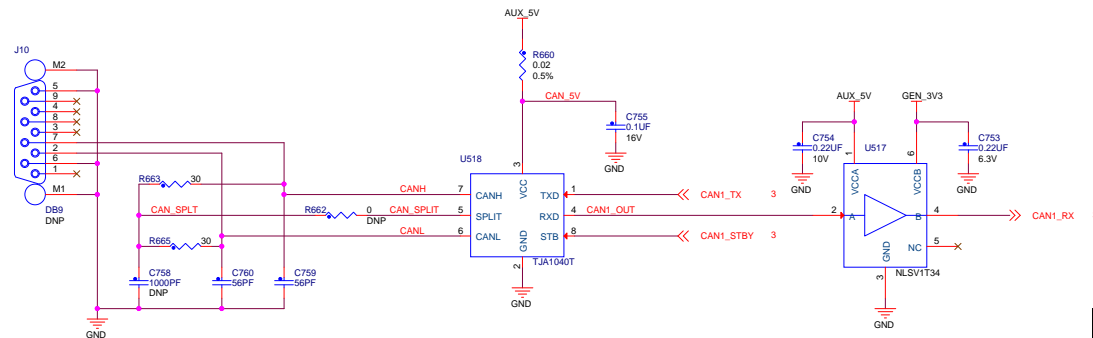 AUX_5V
J10
R660
0.02
0.5%
M2
5
9
4
8
3
7
2
6
1
M1
DB9
DNP
CAN_5V
C755
0.1UF
16V
GND
AUX_5V
GEN_3V3
C754
0.22UF
10V
GND
U517
C753
0.22UF
6.3V
GND
1
6
VCCA
VCCB
U518
3
VCC
R663
30
CANH
7
CANH
TXD
1
CAN1_TX
3
CAN_SPLT
R662
0
DNP
CAN_SPLIT
5
SPLIT
RXD
4
CAN1_OUT
2
A
B
4
CAN1_RX
R665
30
CANL
6
CANL
STB
8
CAN1_STBY
3
NC
5
GND
2
TJA1040T
GND
GND
3
NLSV1T34
GND
C758
1000PF
DNP
C760
56PF
C759
56PF
GND